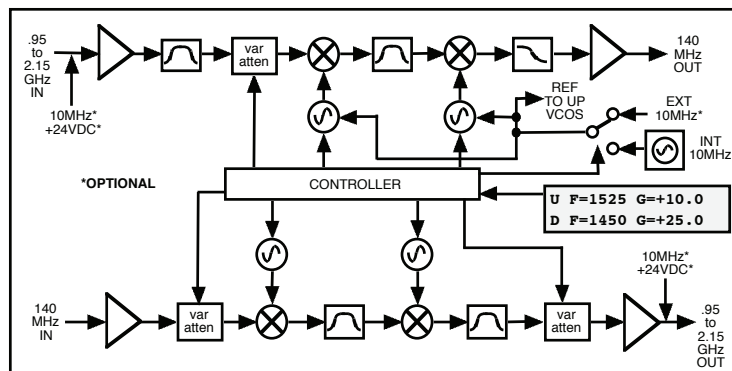 .95
to
2.15
GHz
IN
10MHz*
+24VDC*
var
atten
140
MHz
OUT
REF
TO UP
VCOS
EXT
10MHz*
INT
10MHz
*OPTIONAL
CONTROLLER
U F=1525 G=+10.0
D F=1450 G=+25.0
140
MHz
IN
var
atten
var
atten
10MHz*
+24VDC*
.95
to
2.15
GHz
OUT